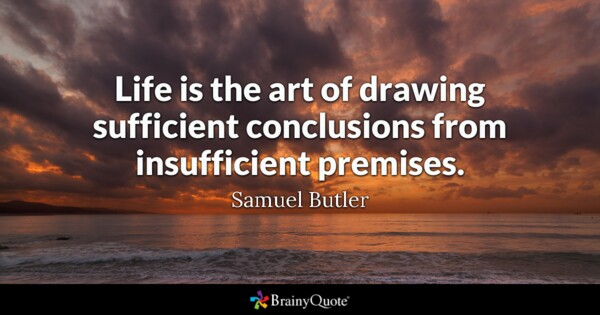 Life is the art of drawing
sufficient conclusions from
insufficient premises.
Samuel Butler
BrainyQuote®